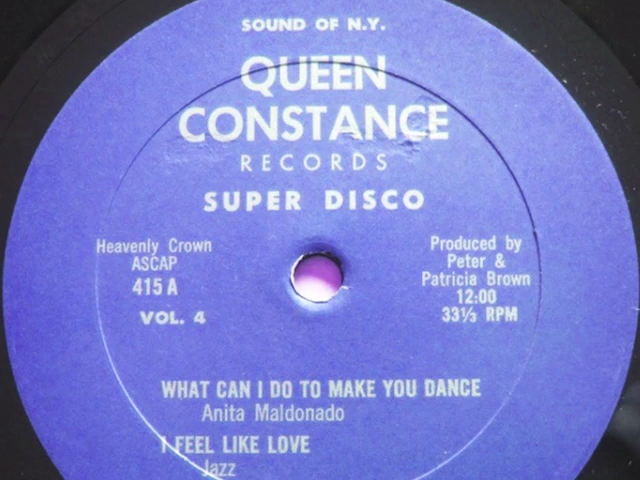 SOUND OF N.Y.
QUEEN
CONSTANCE
RECORDS
SUPER DISCO
Heavenly Crown
ASCAP
415 A
VOL. 4
Produced by
Peter &
Patricia Brown
12:00
33⅓ RPM
WHAT CAN I DO TO MAKE YOU DANCE
Anita Maldonado
I FEEL LIKE LOVE
Jazz